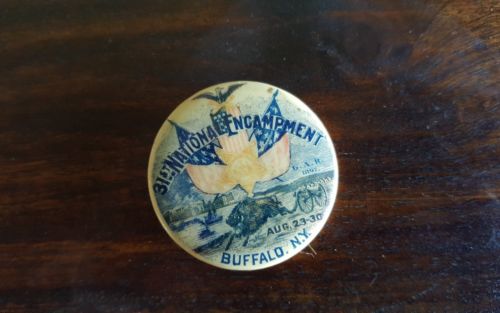 31st NATIONAL ENCAMPMENT
G.A.R
1897
AUG. 23-30
BUFFALO. N.Y.